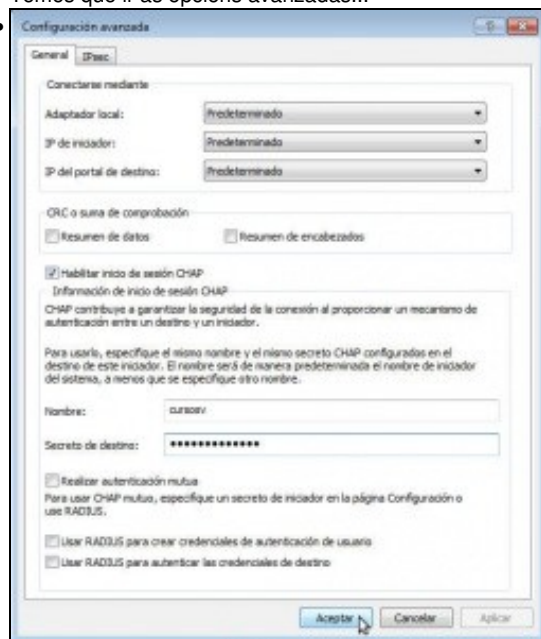 Temos que ir ás opcións avanzadas...
Configuración avanzada
General IPsec
Conectarse mediante
Adaptador local: Predeterminado
IP de iniciador: Predeterminado
IP del portal de destino: Predeterminado
CRC o suma de comprobación
Resumen de datos Resumen de encabezados
Habilitar inicio de sesión CHAP
Información de inicio de sesión CHAP
CHAP contribuye a garantizar la seguridad de la conexión al proporcionar un mecanismo de
autenticación entre un destino y un iniciador.
Para usarlo, especifique el mismo nombre y el mismo secreto CHAP configurados en el
destino de este iniciador. El nombre será de manera predeterminada el nombre de iniciador
del sistema, a menos que se especifique otro nombre.
Nombre: cursosv
Secreto de destino: •••••••••••••
Realizar autenticación mutua
Para usar CHAP mutuo, especifique un secreto de iniciador en la página Configuración o
use RADIUS.
Usar RADIUS para crear credenciales de autenticación de usuario
Usar RADIUS para autenticar las credenciales de destino
Aceptar Cancelar Aplicar